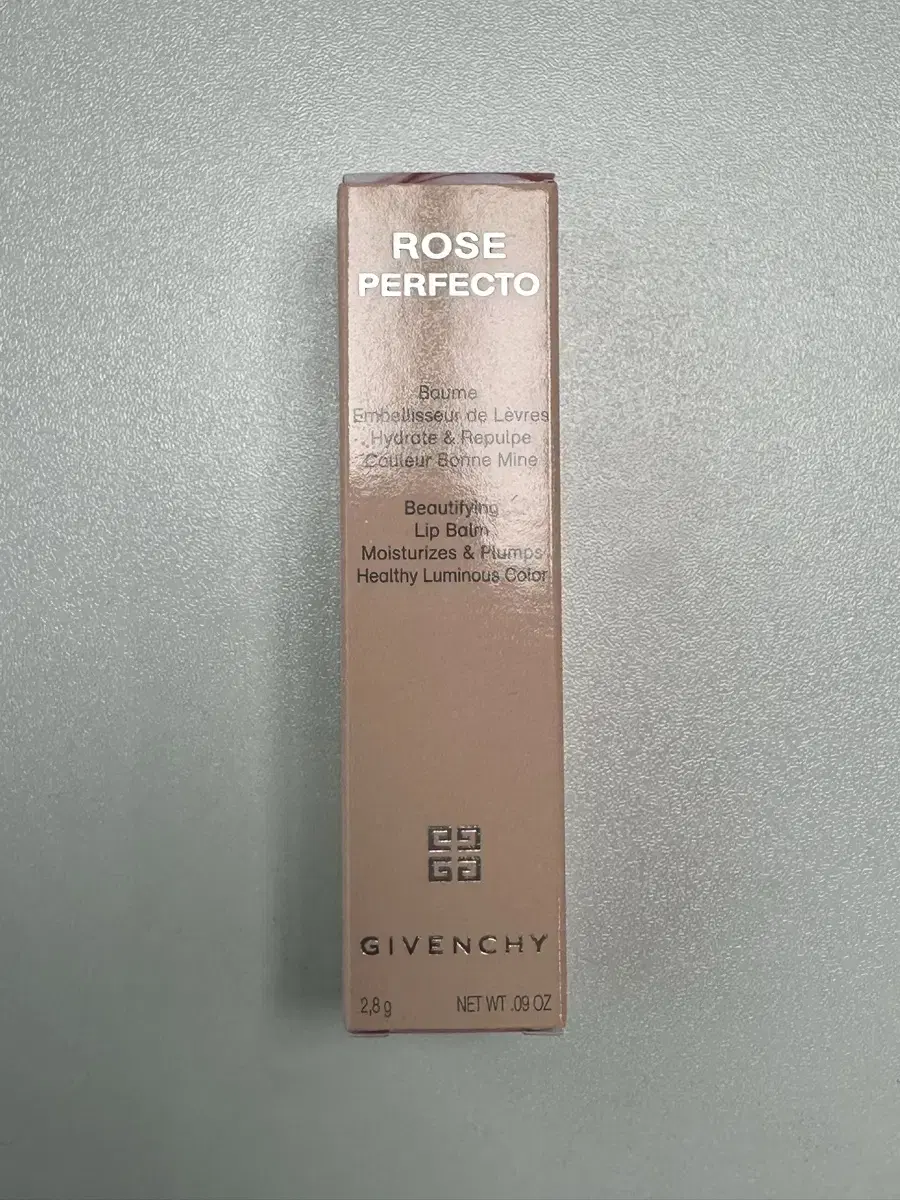 ROSE
PERFECTO
Baume
Embellisseur de Lèvres
Hydrate & Repulpe
Couleur Bonne Mine
Beautifying
Lip Balm
Moisturizes & Plumps
Healthy Luminous Color
GIVENCHY
2,8 g NET WT .09 OZ